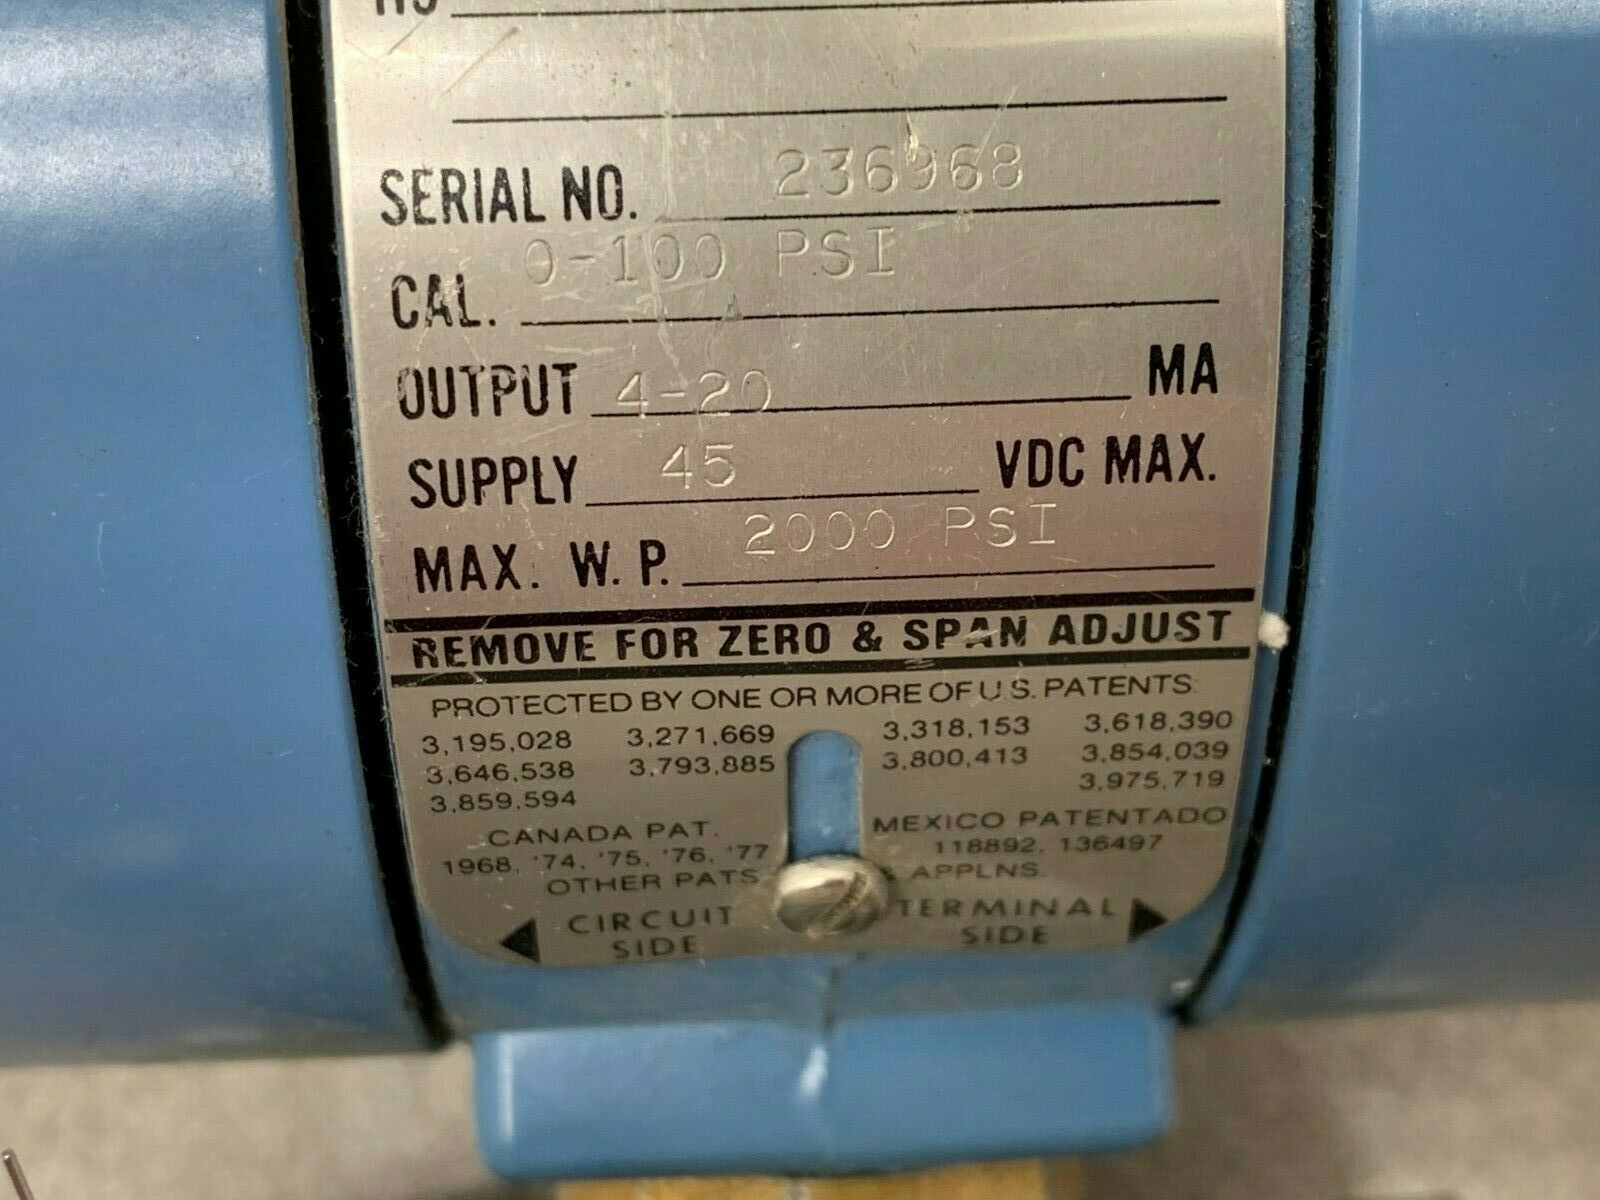 SERIAL NO. 236968
CAL. 0-100 PSI
OUTPUT 4-20 MA
SUPPLY 45 VDC MAX.
MAX. W. P. 2000 PSI
REMOVE FOR ZERO & SPAN ADJUST
PROTECTED BY ONE OR MORE OF U.S. PATENTS:
3,195,028 3,271,669 3,318,153 3,618,390
3,646,538 3,793,885 3,800,413 3,854,039
3,859,594 3,975,719
CANADA PAT. MEXICO PATENTADO
1968, '74, '75, '76, '77 118892, 136497
OTHER PATS. & APPLNS.
CIRCUIT TERMINAL
SIDE SIDE